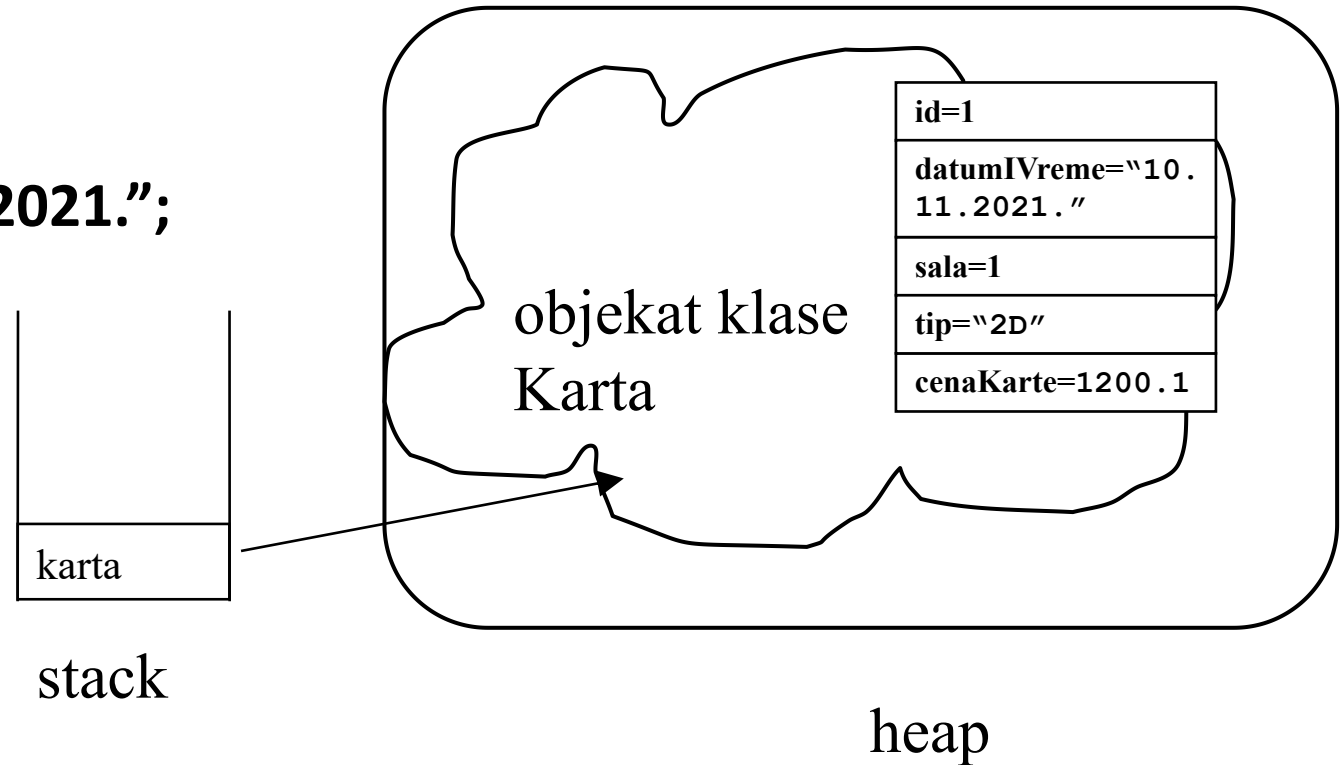 2021.”;
id=1
datumIVreme=“10.
11.2021.”
sala=1
tip=“2D”
cenaKarte=1200.1
objekat klase
Karta
karta
stack
heap